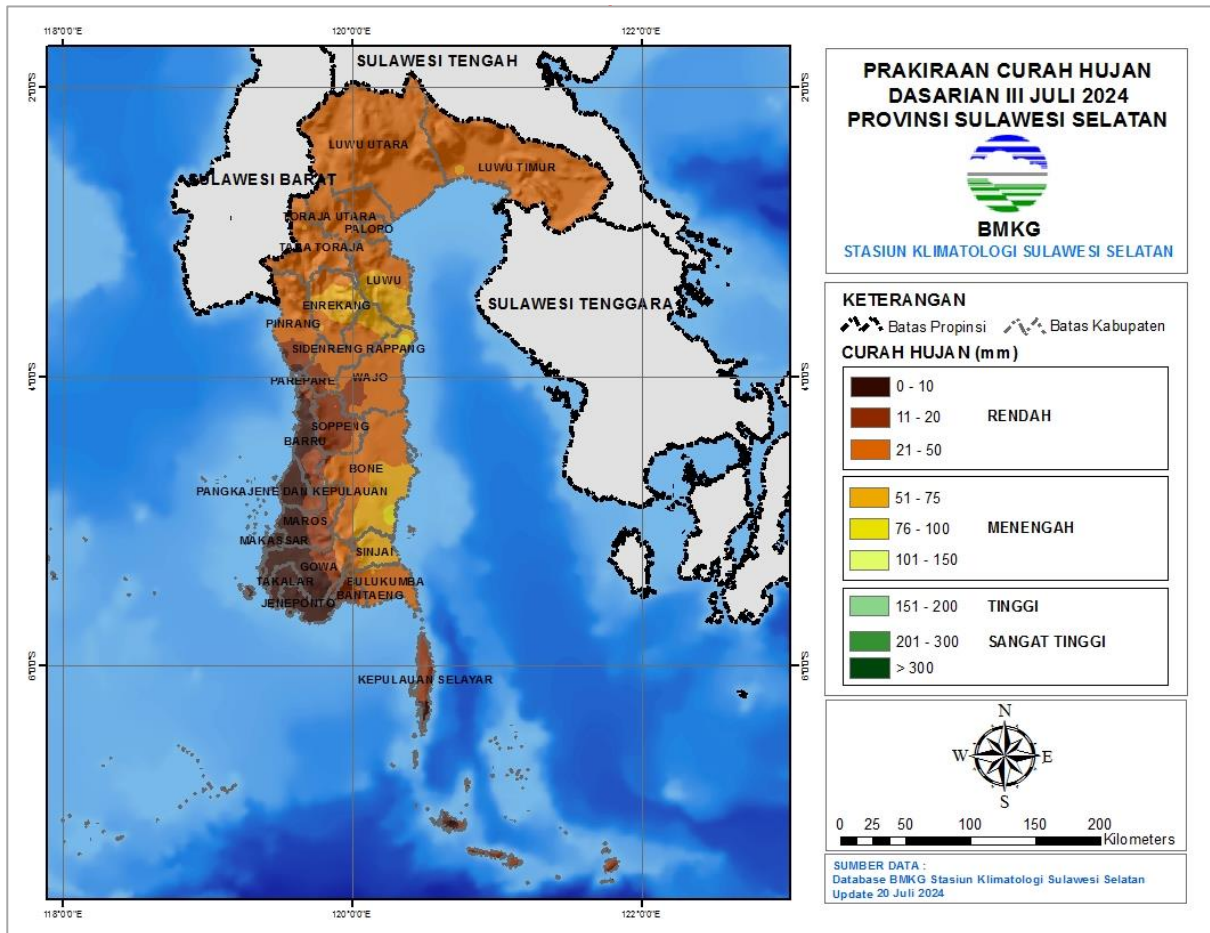 118°0'0"E
120°0'0"E
122°0'0"E
2°0'0"S
2°0'0"S
4°0'0"S
4°0'0"S
6°0'0"S
6°0'0"S
118°0'0"E
120°0'0"E
122°0'0"E
SULAWESI TENGAH
LUWU UTARA
LUWU TIMUR
SULAWESI BARAT
TORAJA UTARA
PALOPO
TANA TORAJA
LUWU
ENREKANG
SULAWESI TENGGARA
PINRANG
SIDENRENG RAPPANG
PAREPARE
WAJO
SOPPENG
BARRU
BONE
PANGKAJENE DAN KEPULAUAN
MAROS
MAKASSAR
SINJAI
GOWA
TAKALAR
BULUKUMBA
BANTAENG
JENEPONTO
KEPULAUAN SELAYAR
PRAKIRAAN CURAH HUJAN
DASARIAN III JULI 2024
PROVINSI SULAWESI SELATAN
BMKG
STASIUN KLIMATOLOGI SULAWESI SELATAN
KETERANGAN
Batas Propinsi Batas Kabupaten
CURAH HUJAN (mm)
0 - 10
11 - 20 RENDAH
21 - 50
51 - 75
76 - 100 MENENGAH
101 - 150
151 - 200 TINGGI
201 - 300 SANGAT TINGGI
> 300
N
W E
S
0 25 50 100 150 200
Kilometers
SUMBER DATA :
Database BMKG Stasiun Klimatologi Sulawesi Selatan
Update 20 Juli 2024